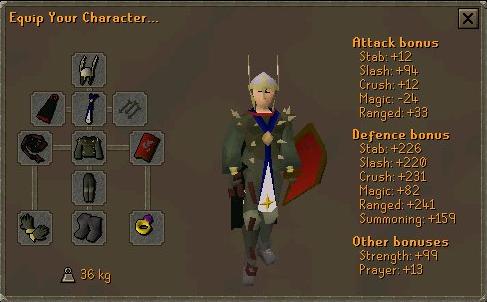 Equip Your Character...
Attack bonus
Stab: +12
Slash: +94
Crush: +12
Magic: -24
Ranged: +33
Defence bonus
Stab: +226
Slash: +220
Crush: +231
Magic: +82
Ranged: +241
Summoning: +159
Other bonuses
Strength: +99
Prayer: +13
36 kg